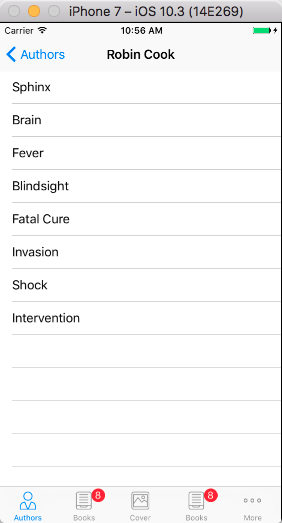 iPhone 7 – iOS 10.3 (14E269)
Carrier 10:56 AM
Authors Robin Cook
Sphinx
Brain
Fever
Blindsight
Fatal Cure
Invasion
Shock
Intervention
8 8
Authors Books Cover Books More